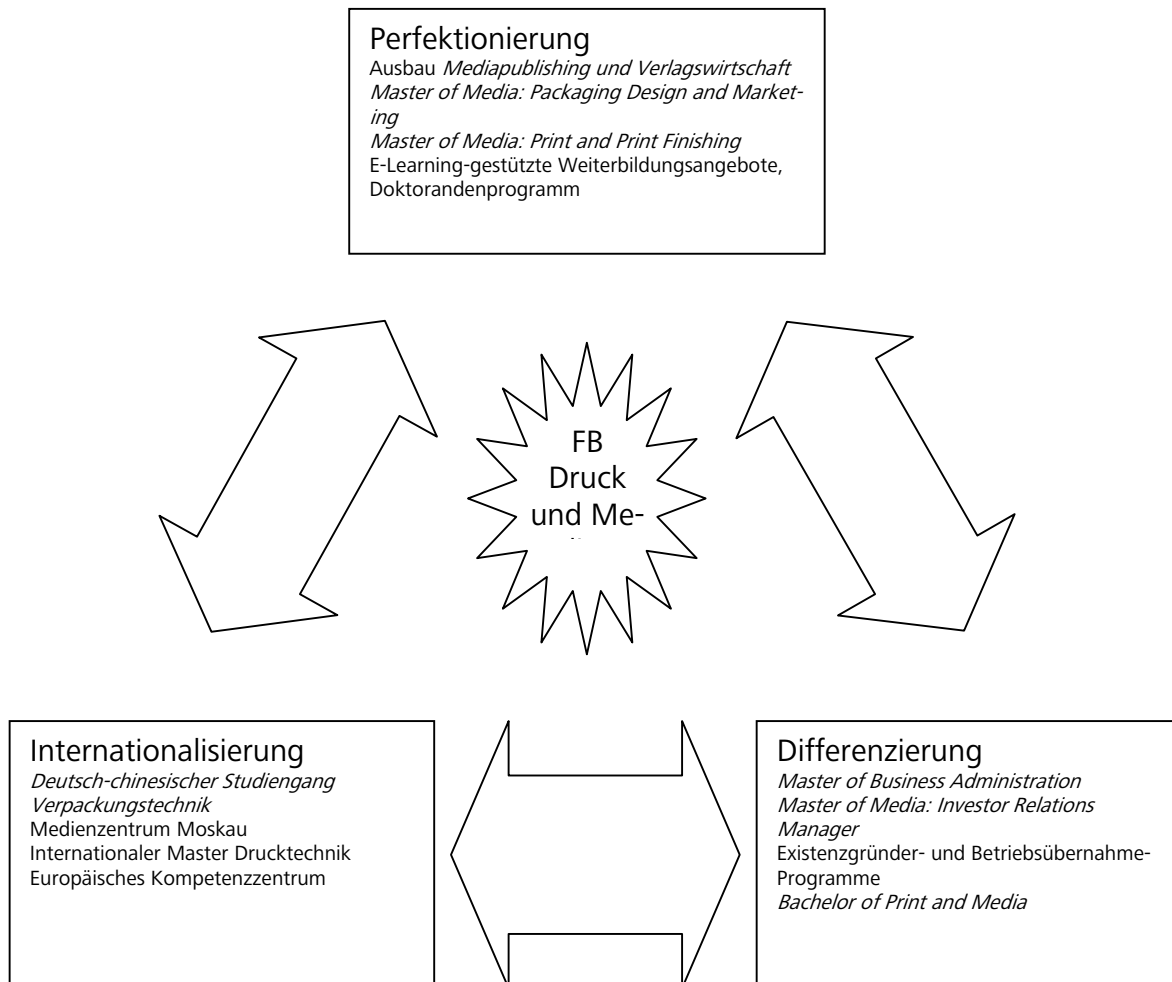 Perfektionierung
Ausbau Mediapublishing und Verlagswirtschaft
Master of Media: Packaging Design and Market-
ing
Master of Media: Print and Print Finishing
E-Learning-gestützte Weiterbildungsangebote,
Doktorandenprogramm
FB
Druck
und Me-
Internationalisierung
Deutsch-chinesischer Studiengang
Verpackungstechnik
Medienzentrum Moskau
Internationaler Master Drucktechnik
Europäisches Kompetenzzentrum
Differenzierung
Master of Business Administration
Master of Media: Investor Relations
Manager
Existenzgründer- und Betriebsübernahme-
Programme
Bachelor of Print and Media